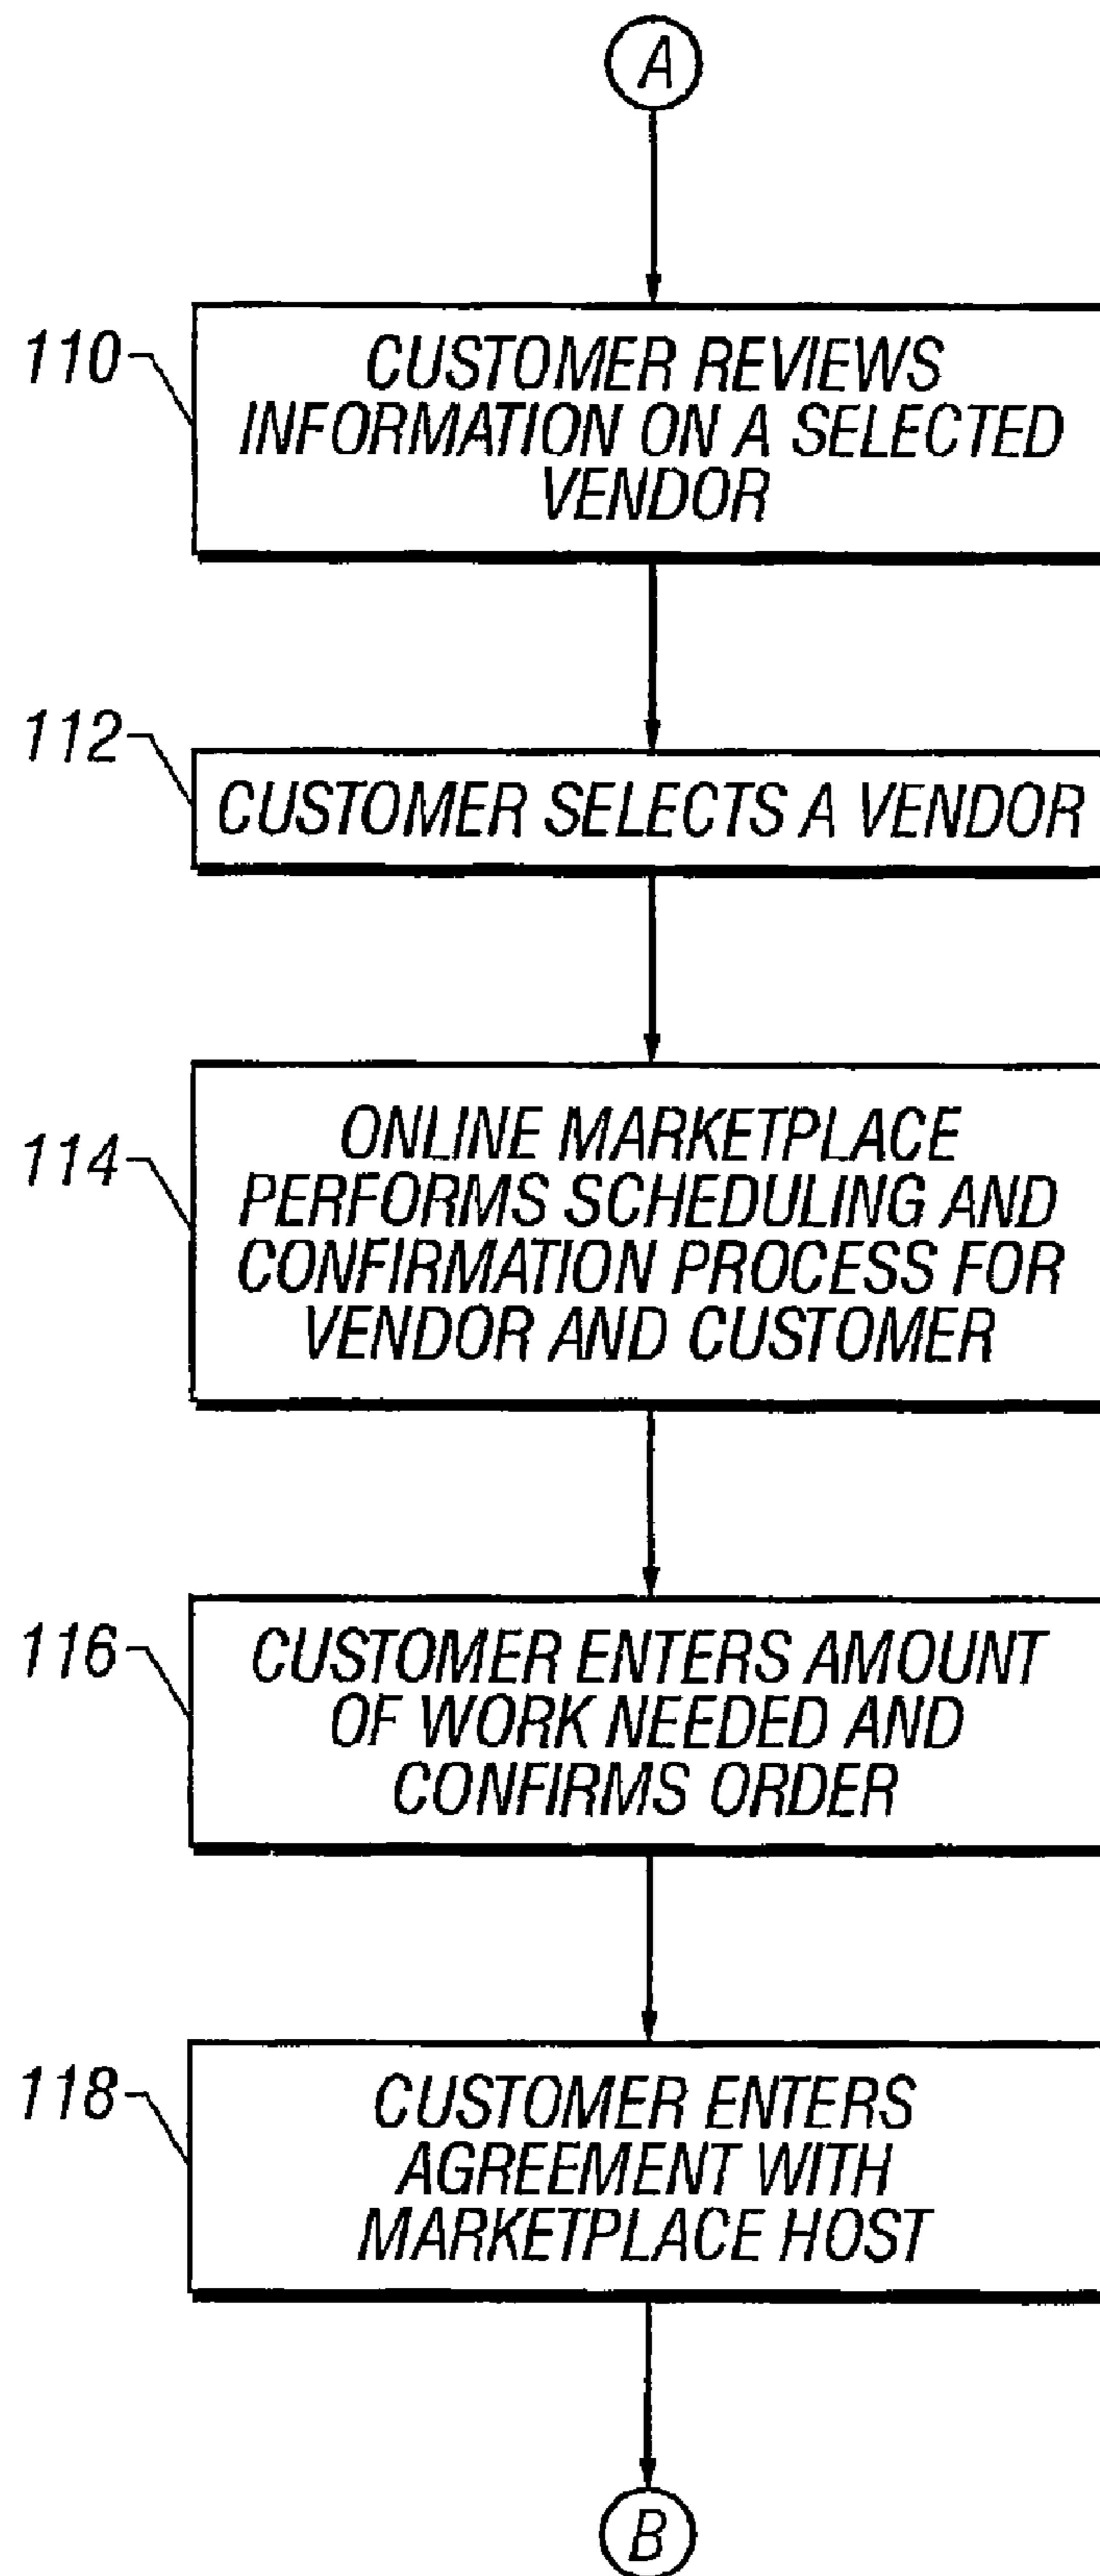 A
110
CUSTOMER REVIEWS
INFORMATION ON A SELECTED
VENDOR
112
CUSTOMER SELECTS A VENDOR
114
ONLINE MARKETPLACE
PERFORMS SCHEDULING AND
CONFIRMATION PROCESS FOR
VENDOR AND CUSTOMER
116
CUSTOMER ENTERS AMOUNT
OF WORK NEEDED AND
CONFIRMS ORDER
118
CUSTOMER ENTERS
AGREEMENT WITH
MARKETPLACE HOST
B